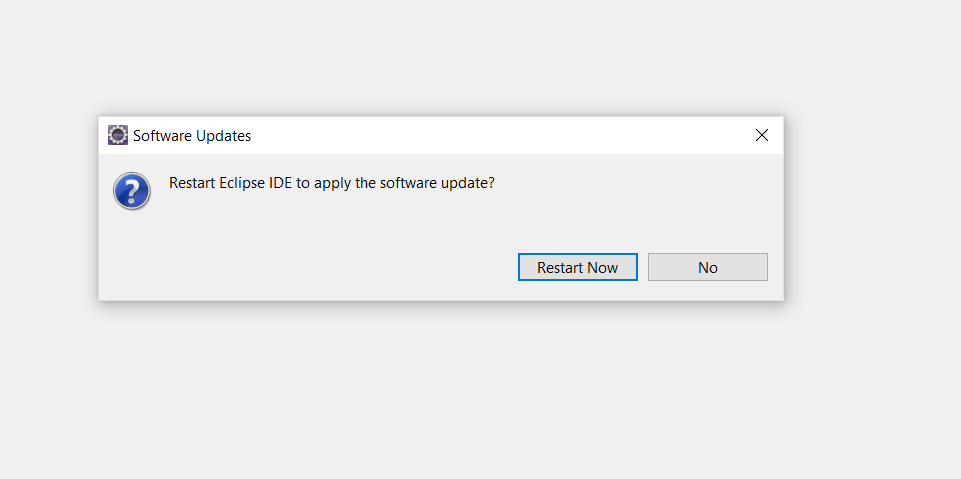 Software Updates
Restart Eclipse IDE to apply the software update?
Restart Now
No